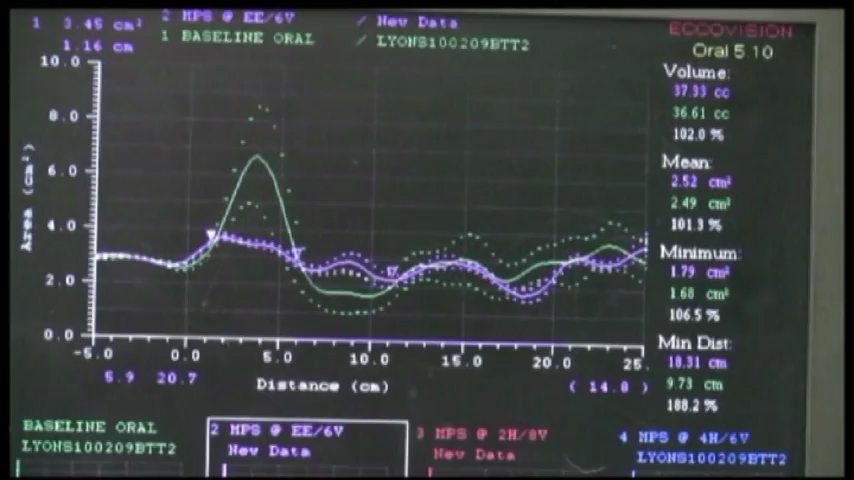 1 3.45 cm² 2 MPS @ EE/6V / New Data
1.16 cm 1 BASELINE ORAL / LYONS100209BTT2
ECCOVISION
Oral 5.10
10.0
8.0
6.0
4.0
2.0
0.0
Area (cm²)
-5.0 0.0 5.0 10.0 15.0 20.0 25.
5.9 20.7 Distance (cm) ( 14.8 )
Volume:
37.33 cc
36.61 cc
102.0 %
Mean:
2.52 cm²
2.49 cm²
101.3 %
Minimum:
1.79 cm²
1.68 cm²
106.5 %
Min Dist:
18.31 cm
9.73 cm
188.2 %
BASELINE ORAL
LYONS100209BTT2
2 MPS @ EE/6V
New Data
3 MPS @ 2H/8V
New Data
4 MPS @ 4H/6V
LYONS100209BTT2